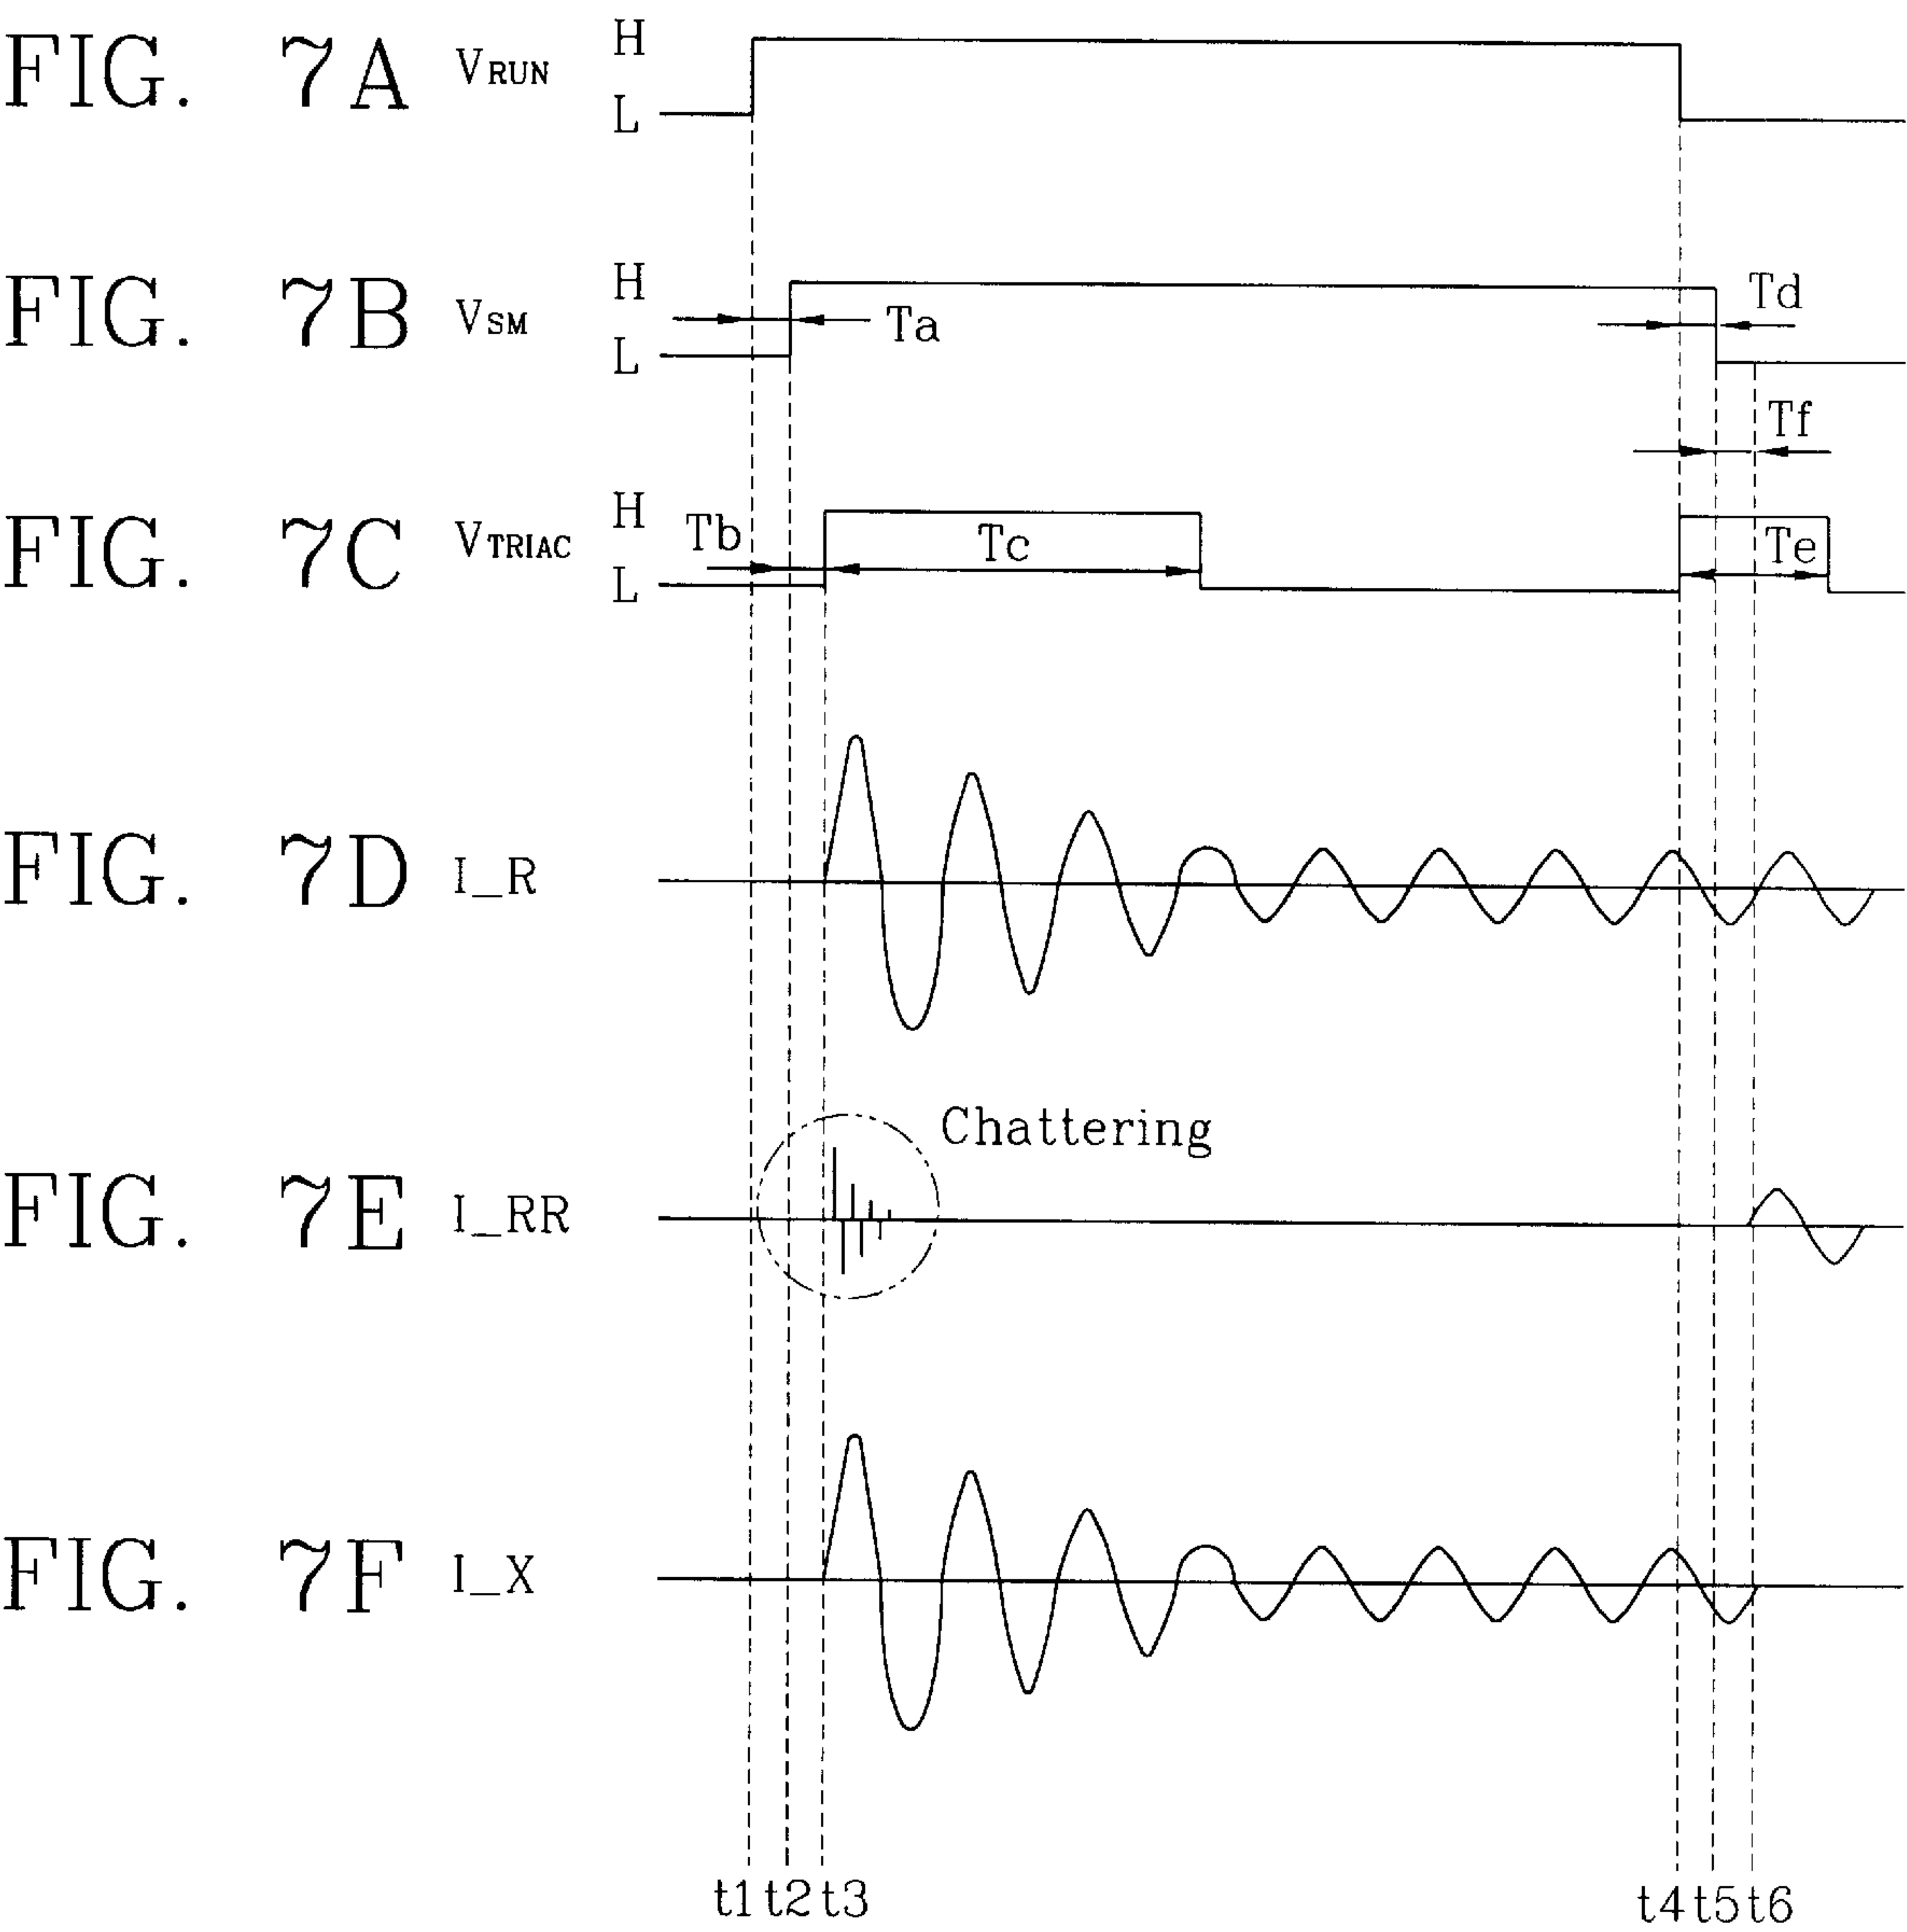 FIG. 7A VRUN H
L
FIG. 7B VSM H
L
Ta
Td
Tf
FIG. 7C VTRIAC H
L
Tb
Tc
Te
FIG. 7D I_R
Chattering
FIG. 7E I_RR
FIG. 7F I_X
t1 t2 t3 t4 t5 t6